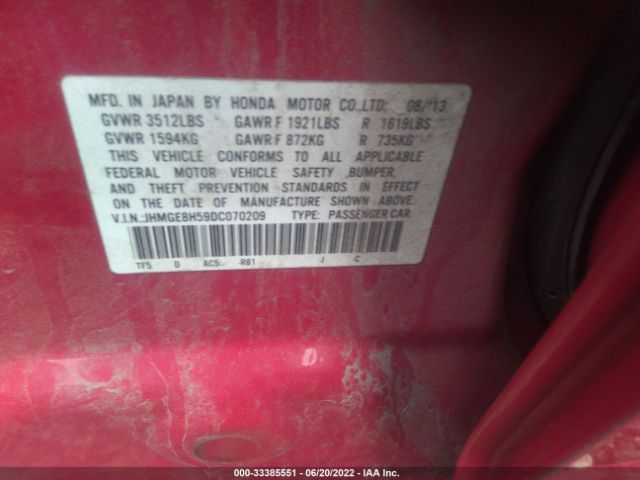 MFD. IN JAPAN BY HONDA MOTOR CO.,LTD. 08/13
GVWR 3512LBS GAWR F 1921LBS R 1619LBS
GVWR 1594KG GAWR F 872KG R 735KG
THIS VEHICLE CONFORMS TO ALL APPLICABLE
FEDERAL MOTOR VEHICLE SAFETY ,BUMPER,
AND THEFT PREVENTION STANDARDS IN EFFECT
ON THE DATE OF MANUFACTURE SHOWN ABOVE.
V.I.N.:JHMGE8H59DC070209 TYPE: PASSENGER CAR
TF5 D AC5 -R81 -I -C
000-33385551 - 06/20/2022 - IAA Inc.